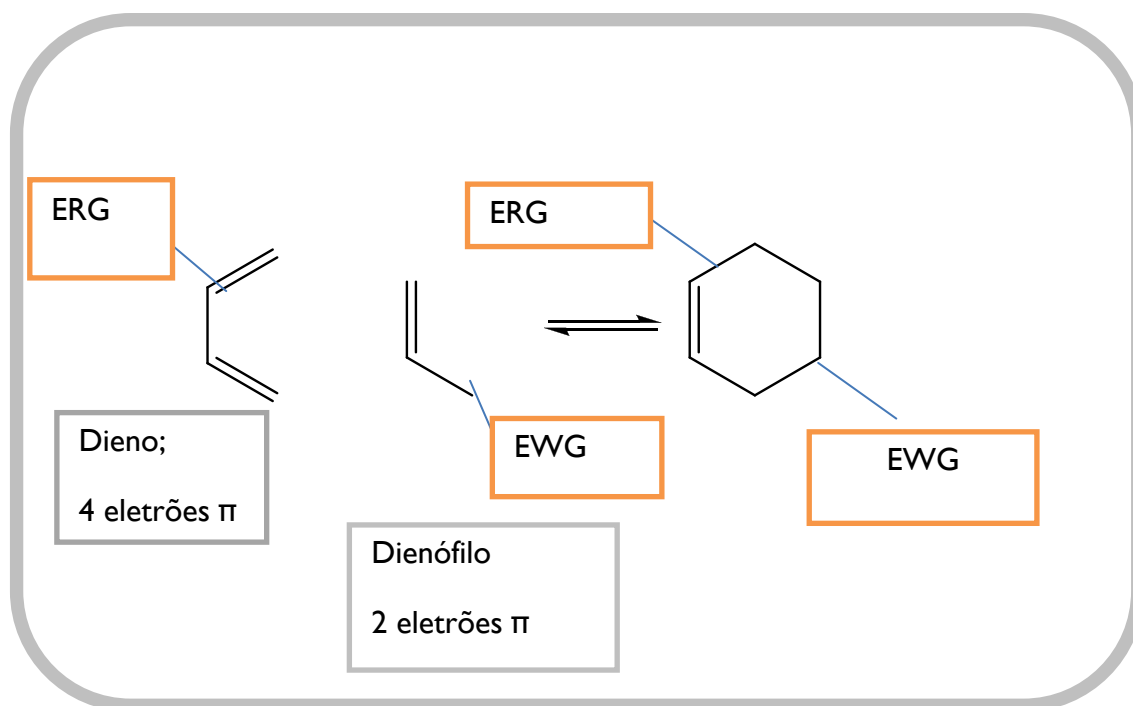 ERG
ERG
EWG
EWG
Dieno;
4 eletrões π
Dienófilo
2 eletrões π